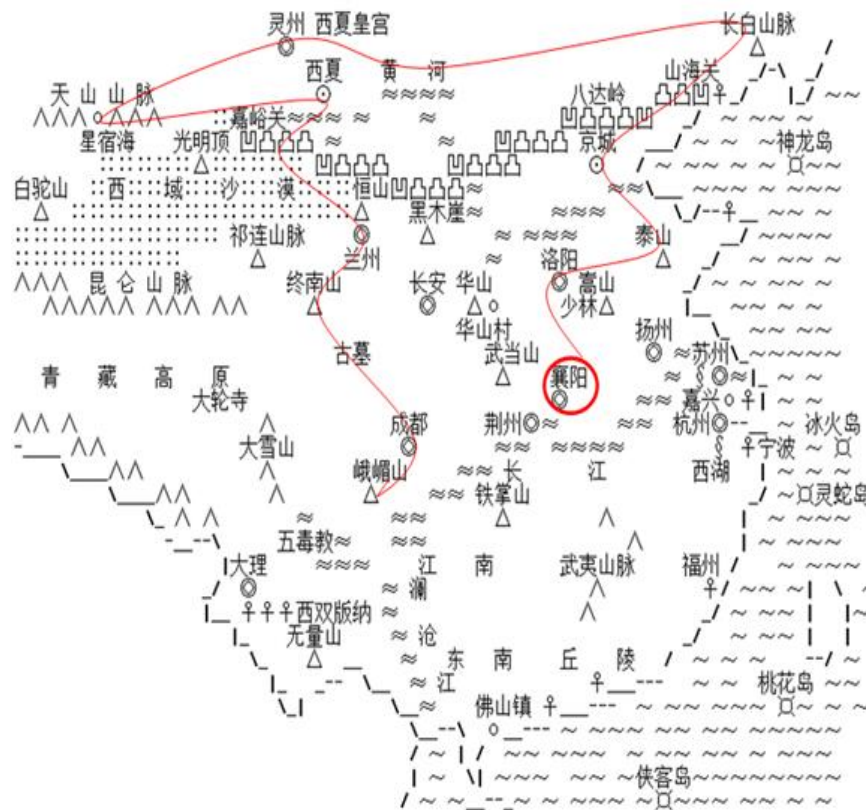 灵州 西夏皇宫 长白山脉
西夏 黄 河 山海关
天 山 山 脉 八达岭
嘉峪关
星宿海 光明顶 京城 神龙岛
白驼山 西 域 沙 漠 恒山
黑木崖
祁连山脉 泰山
兰州 洛阳
昆 仑 山 脉 终南山 长安 华山 嵩山
少林
华山村 扬州
古墓 武当山 苏州
青 藏 高 原 襄阳
大轮寺 嘉兴
成都 荆州 杭州 冰火岛
大雪山 宁波
峨嵋山 长 江 西湖
铁掌山 灵蛇岛
五毒教
大理 江 南 武夷山脉 福州
澜
西双版纳
无量山 沧
东 南 丘 陵
江 桃花岛
佛山镇
侠客岛